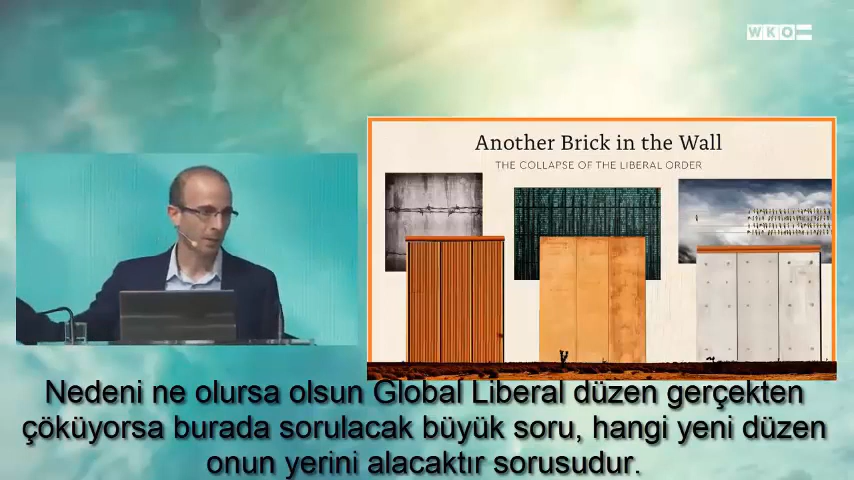 WKO
Another Brick in the Wall
THE COLLAPSE OF THE LIBERAL ORDER
Nedeni ne olursa olsun Global Liberal düzen gerçekten
çöküyorsa burada sorulacak büyük soru, hangi yeni düzen
onun yerini alacaktır sorusudur.